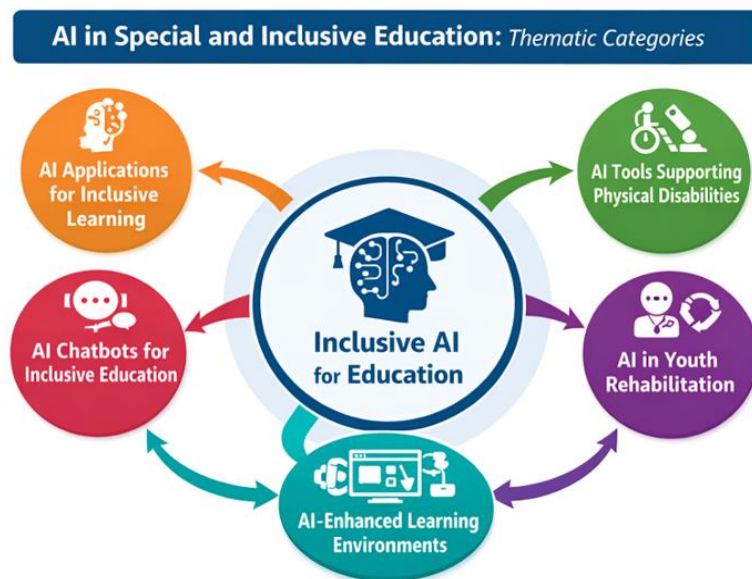 AI in Special and Inclusive Education: Thematic Categories
AI Applications
for Inclusive
Learning
AI Tools Supporting
Physical Disabilities
Inclusive AI
for Education
AI Chatbots for
Inclusive Education
AI in Youth
Rehabilitation
AI-Enhanced Learning
Environments